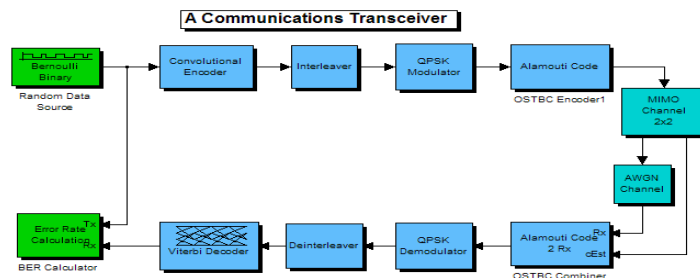 A Communications Transceiver
Bernoulli
Binary
Random Data
Source
Convolutional
Encoder
Interleaver
QPSK
Modulator
Alamouti Code
OSTBC Encoder1
MIMO
Channel
2x2
AWGN
Channel
Tx
Error Rate
Calculation
Rx
BER Calculator
Viterbi Decoder
Deinterleaver
QPSK
Demodulator
Rx
Alamouti Code
2 Rx
cEst
OSTBC Combiner